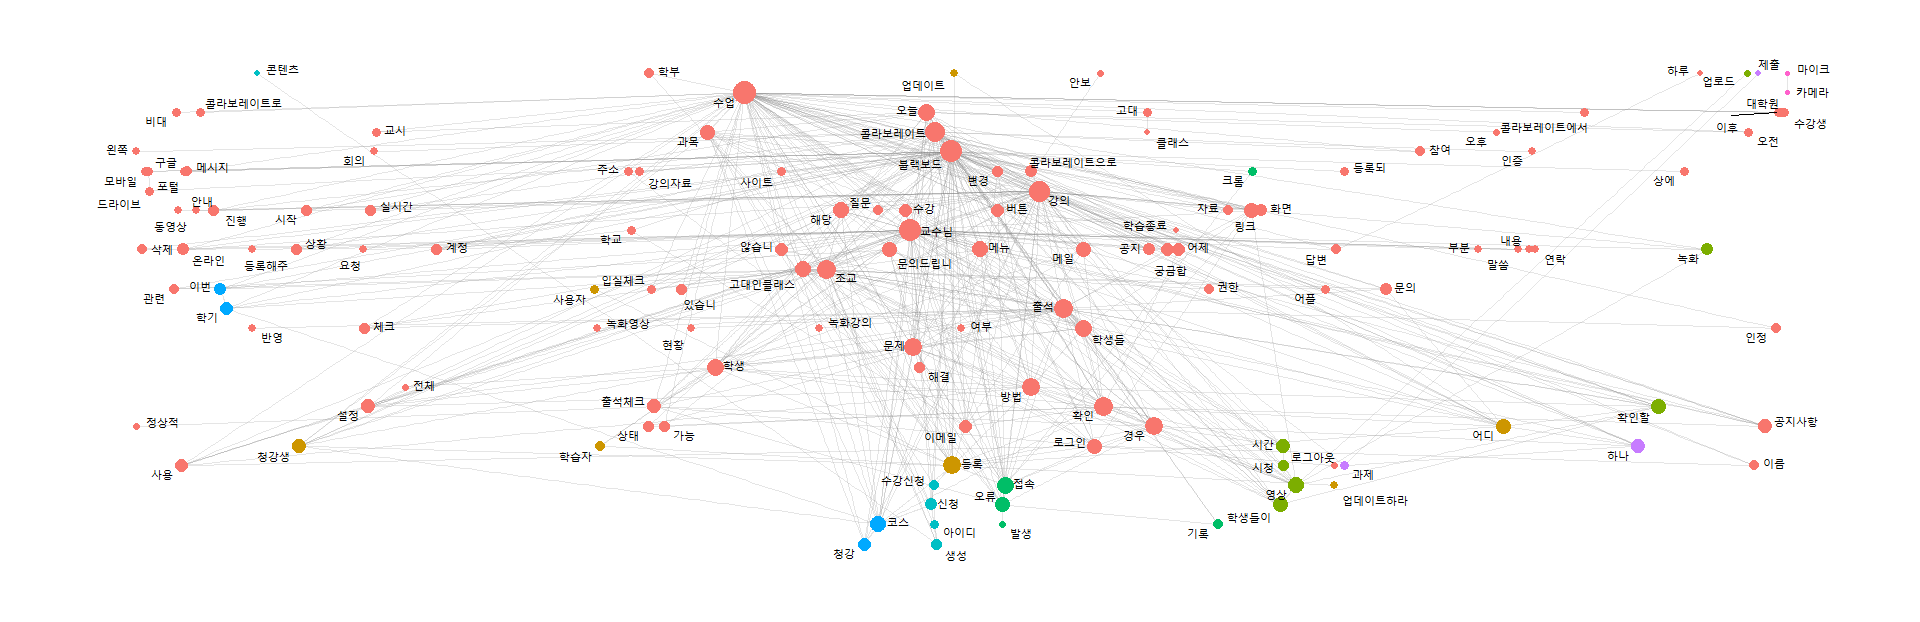 콘텐츠
학부
업데이트
안보
하루
업로드
제출
마이크
카메라
수업
비대
콜라보레이트로
오늘
고대
대학원
수강생
교시
과목
콜라보레이트
클래스
오후
콜라보레이트에서
이후
오전
왼쪽
회의
블랙보드
참여
인증
모바일
구글
메시지
주소
강의자료
사이트
변경
콜라보레이트으로
크롬
등록되
상에
드라이브
포털
강의
동영상
안내
진행
시작
실시간
해당
질문
수강
버튼
자료
링크
화면
학교
교수님
학습종료
삭제
온라인
등록해주
상황
요청
계정
않습니
문의드립니
메뉴
메일
공지
궁금합
어제
답변
부분
말씀
내용
연락
녹화
고대인클래스
조교
관련
이번
사용자
입실체크
있습니
권한
어플
문의
학기
출석
반영
체크
녹화영상
현황
녹화강의
여부
학생들
인정
문제
학생
해결
전체
방법
설정
출석체크
확인
확인할
정상적
상태
가능
이메일
경우
어디
공지사항
청강생
학습자
로그인
시간
하나
사용
등록
시청
로그아웃
과제
이름
수강신청
접속
영상
업데이트하라
신청
오류
학생들이
코스
아이디
발생
기록
청강
생성